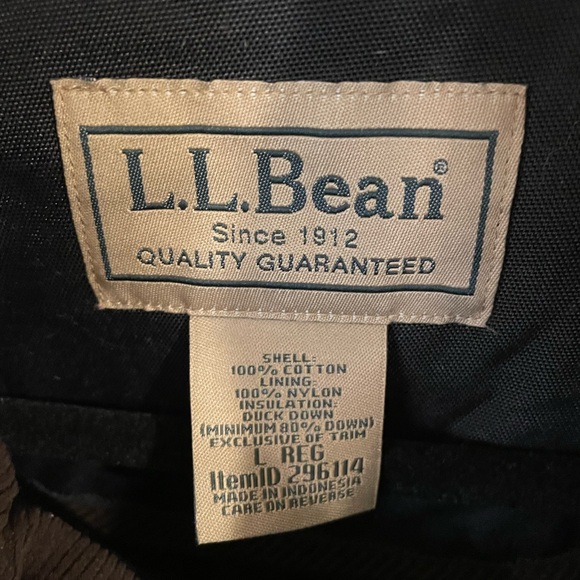 L.L.Bean®
Since 1912
QUALITY GUARANTEED
SHELL:
100% COTTON
LINING:
100% NYLON
INSULATION:
DUCK DOWN
(MINIMUM 80% DOWN)
EXCLUSIVE OF TRIM
L REG
ItemID 296114
MADE IN INDONESIA
CARE ON REVERSE